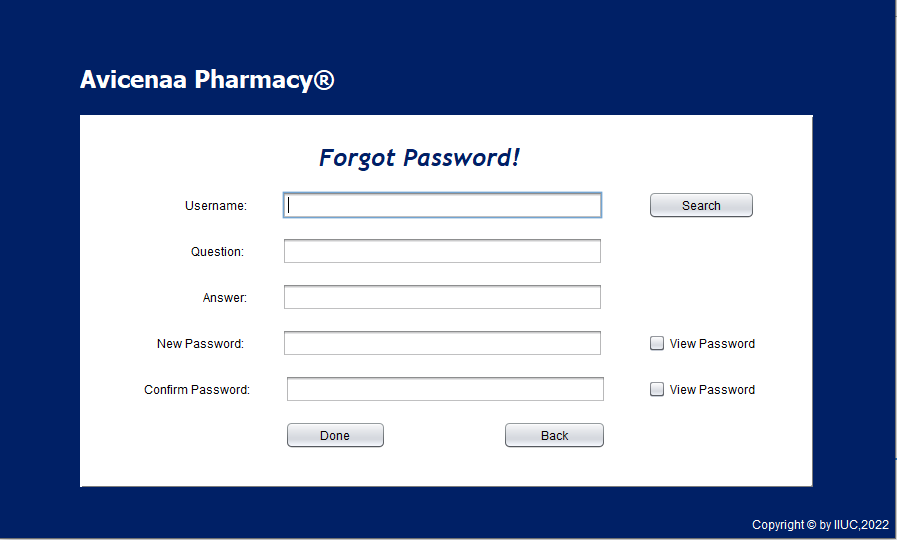 Avicenaa Pharmacy®
Forgot Password!
Username: Search
Question:
Answer:
New Password: View Password
Confirm Password: View Password
Done Back
Copyright © by IIUC,2022